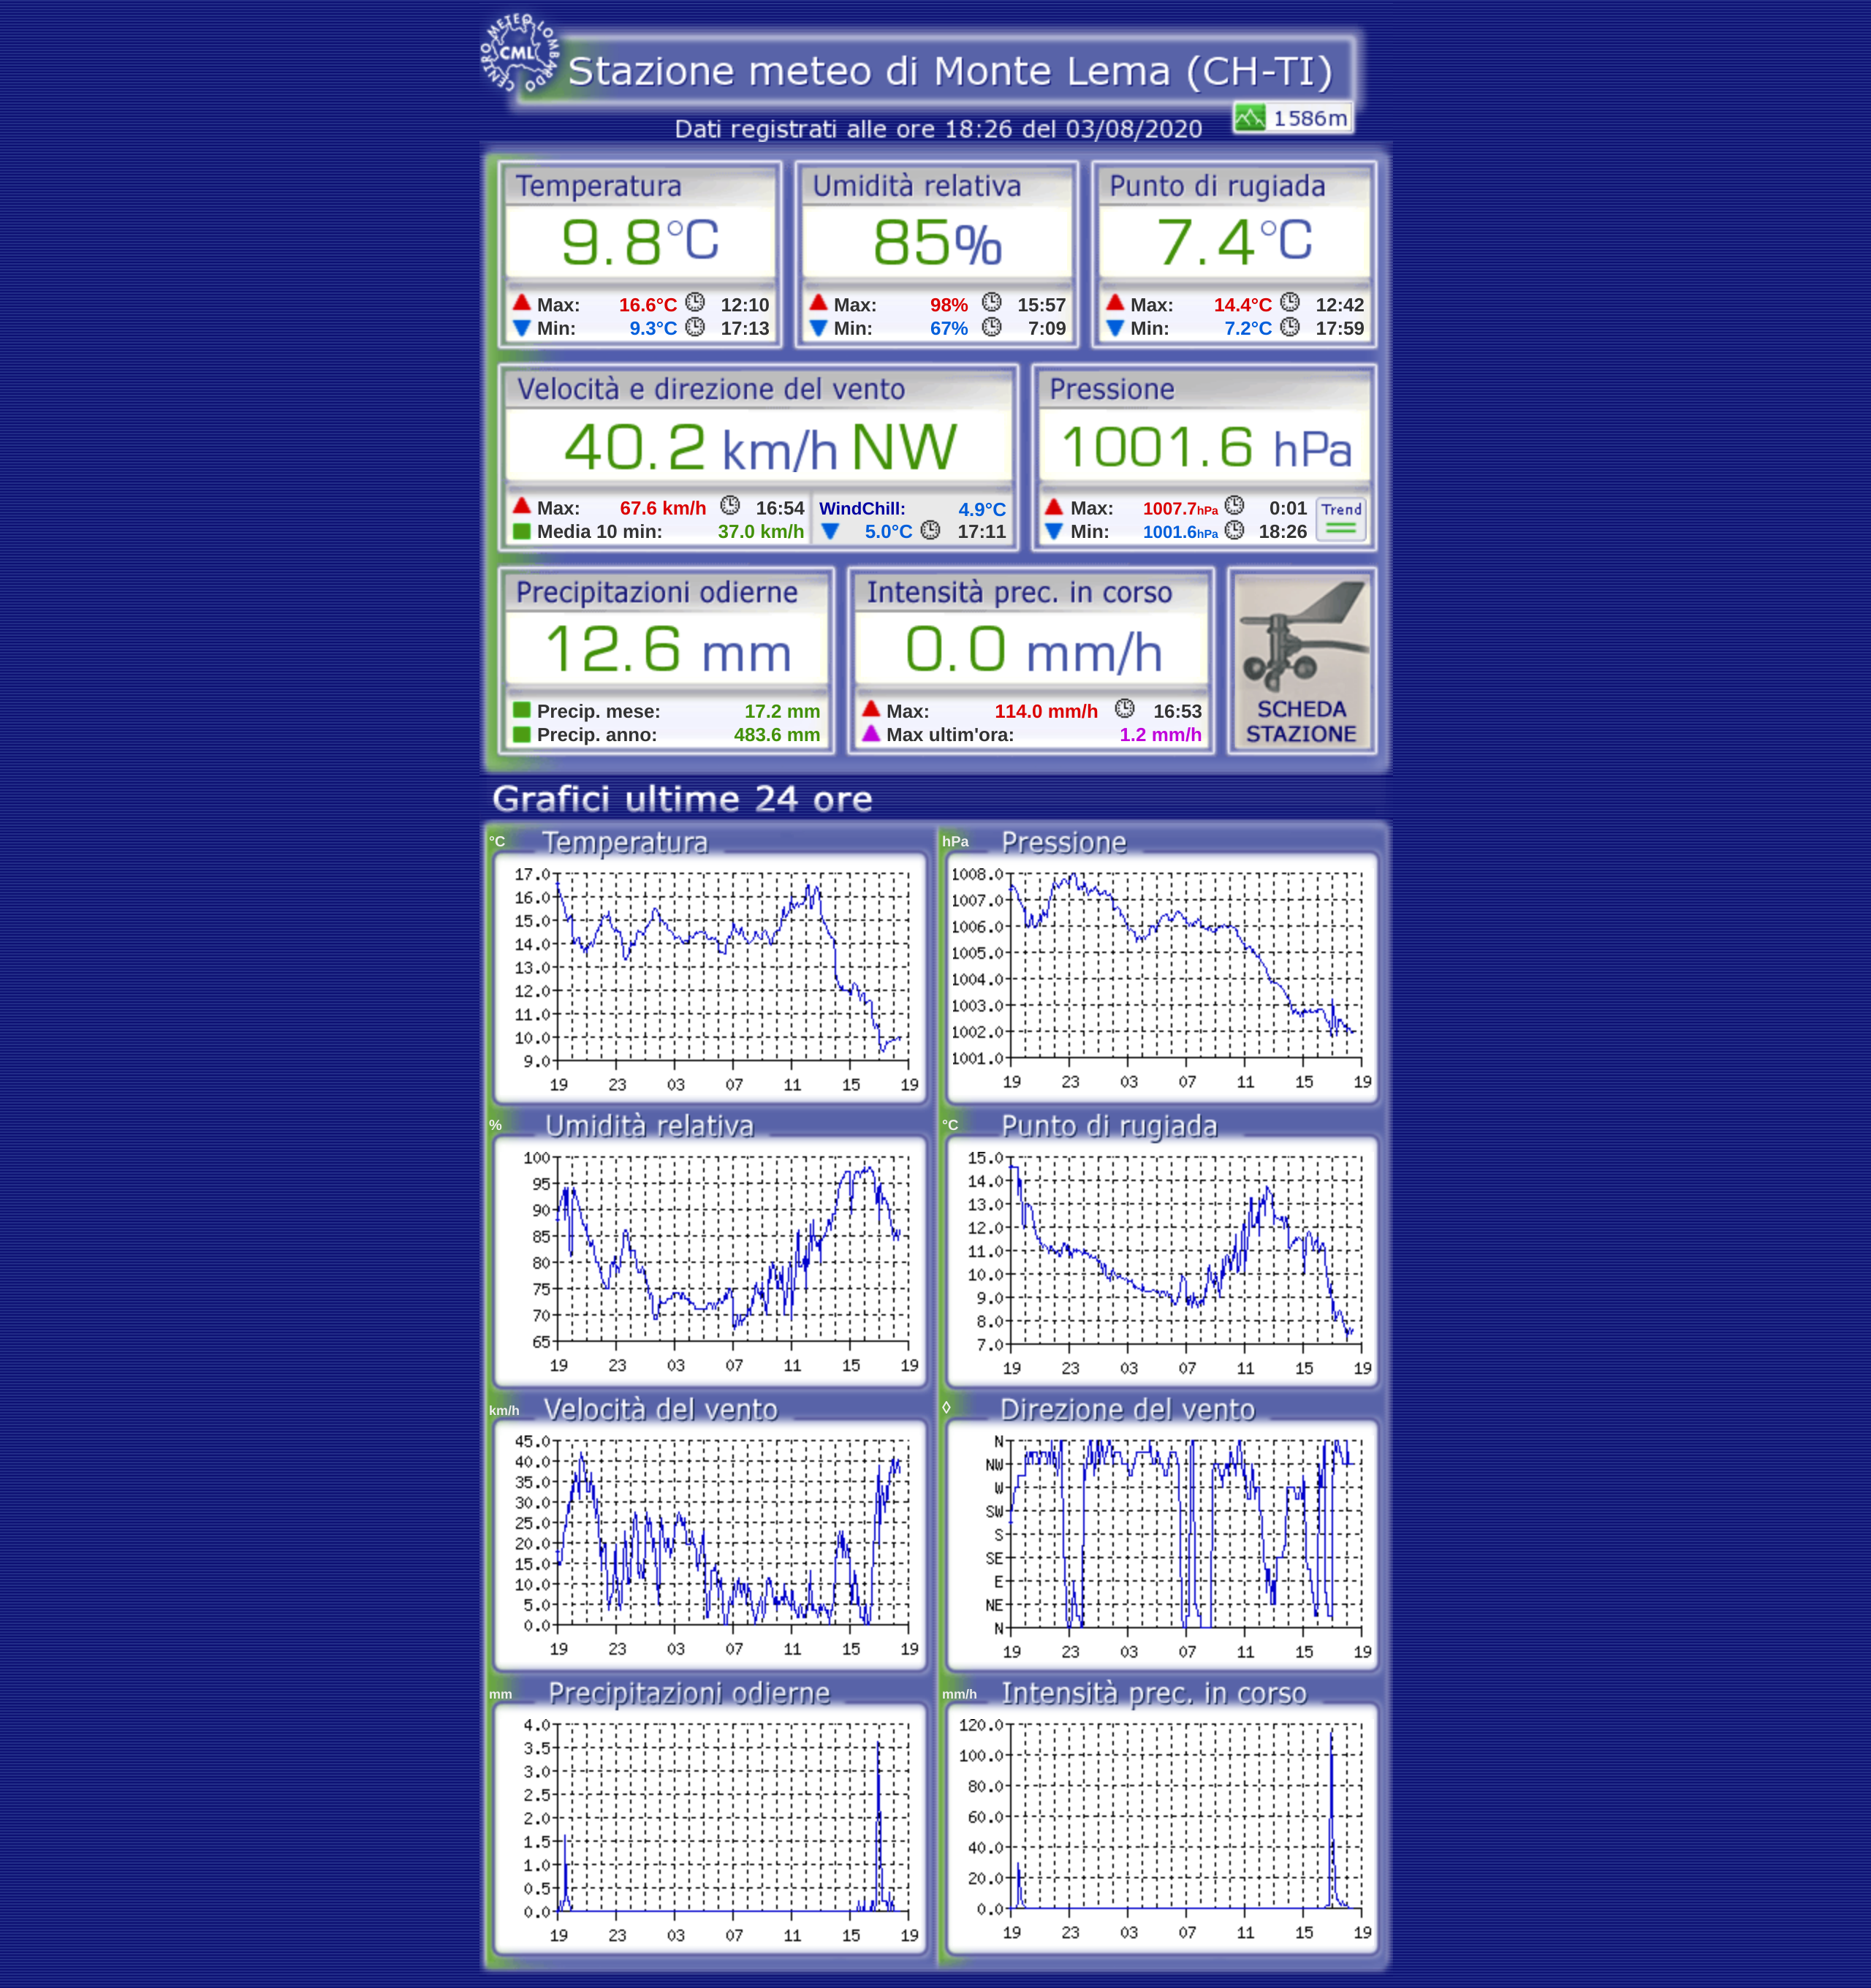 CENTRO METEO LOMBARDO
CML
Stazione meteo di Monte Lema (CH-TI)
1586m
Dati registrati alle ore 18:26 del 03/08/2020
Temperatura Umidità relativa Punto di rugiada
9.8°C 85% 7.4°C
Max: 16.6°C 12:10 Max: 98% 15:57 Max: 14.4°C 12:42
Min: 9.3°C 17:13 Min: 67% 7:09 Min: 7.2°C 17:59
Velocità e direzione del vento Pressione
40.2 km/h NW 1001.6 hPa
Max: 67.6 km/h 16:54 WindChill: 4.9°C Max: 1007.7hPa 0:01 Trend
Media 10 min: 37.0 km/h 5.0°C 17:11 Min: 1001.6hPa 18:26
Precipitazioni odierne Intensità prec. in corso
12.6 mm 0.0 mm/h
Precip. mese: 17.2 mm Max: 114.0 mm/h 16:53 SCHEDA
Precip. anno: 483.6 mm Max ultim'ora: 1.2 mm/h STAZIONE
Grafici ultime 24 ore
°C Temperatura
17.0
16.0
15.0
14.0
13.0
12.0
11.0
10.0
9.0
19 23 03 07 11 15 19
hPa Pressione
1008.0
1007.0
1006.0
1005.0
1004.0
1003.0
1002.0
1001.0
19 23 03 07 11 15 19
% Umidità relativa
100
95
90
85
80
75
70
65
19 23 03 07 11 15 19
°C Punto di rugiada
15.0
14.0
13.0
12.0
11.0
10.0
9.0
8.0
7.0
19 23 03 07 11 15 19
km/h Velocità del vento
45.0
40.0
35.0
30.0
25.0
20.0
15.0
10.0
5.0
0.0
19 23 03 07 11 15 19
◊ Direzione del vento
N
NW
W
SW
S
SE
E
NE
N
19 23 03 07 11 15 19
mm Precipitazioni odierne
4.0
3.5
3.0
2.5
2.0
1.5
1.0
0.5
0.0
19 23 03 07 11 15 19
mm/h Intensità prec. in corso
120.0
100.0
80.0
60.0
40.0
20.0
0.0
19 23 03 07 11 15 19